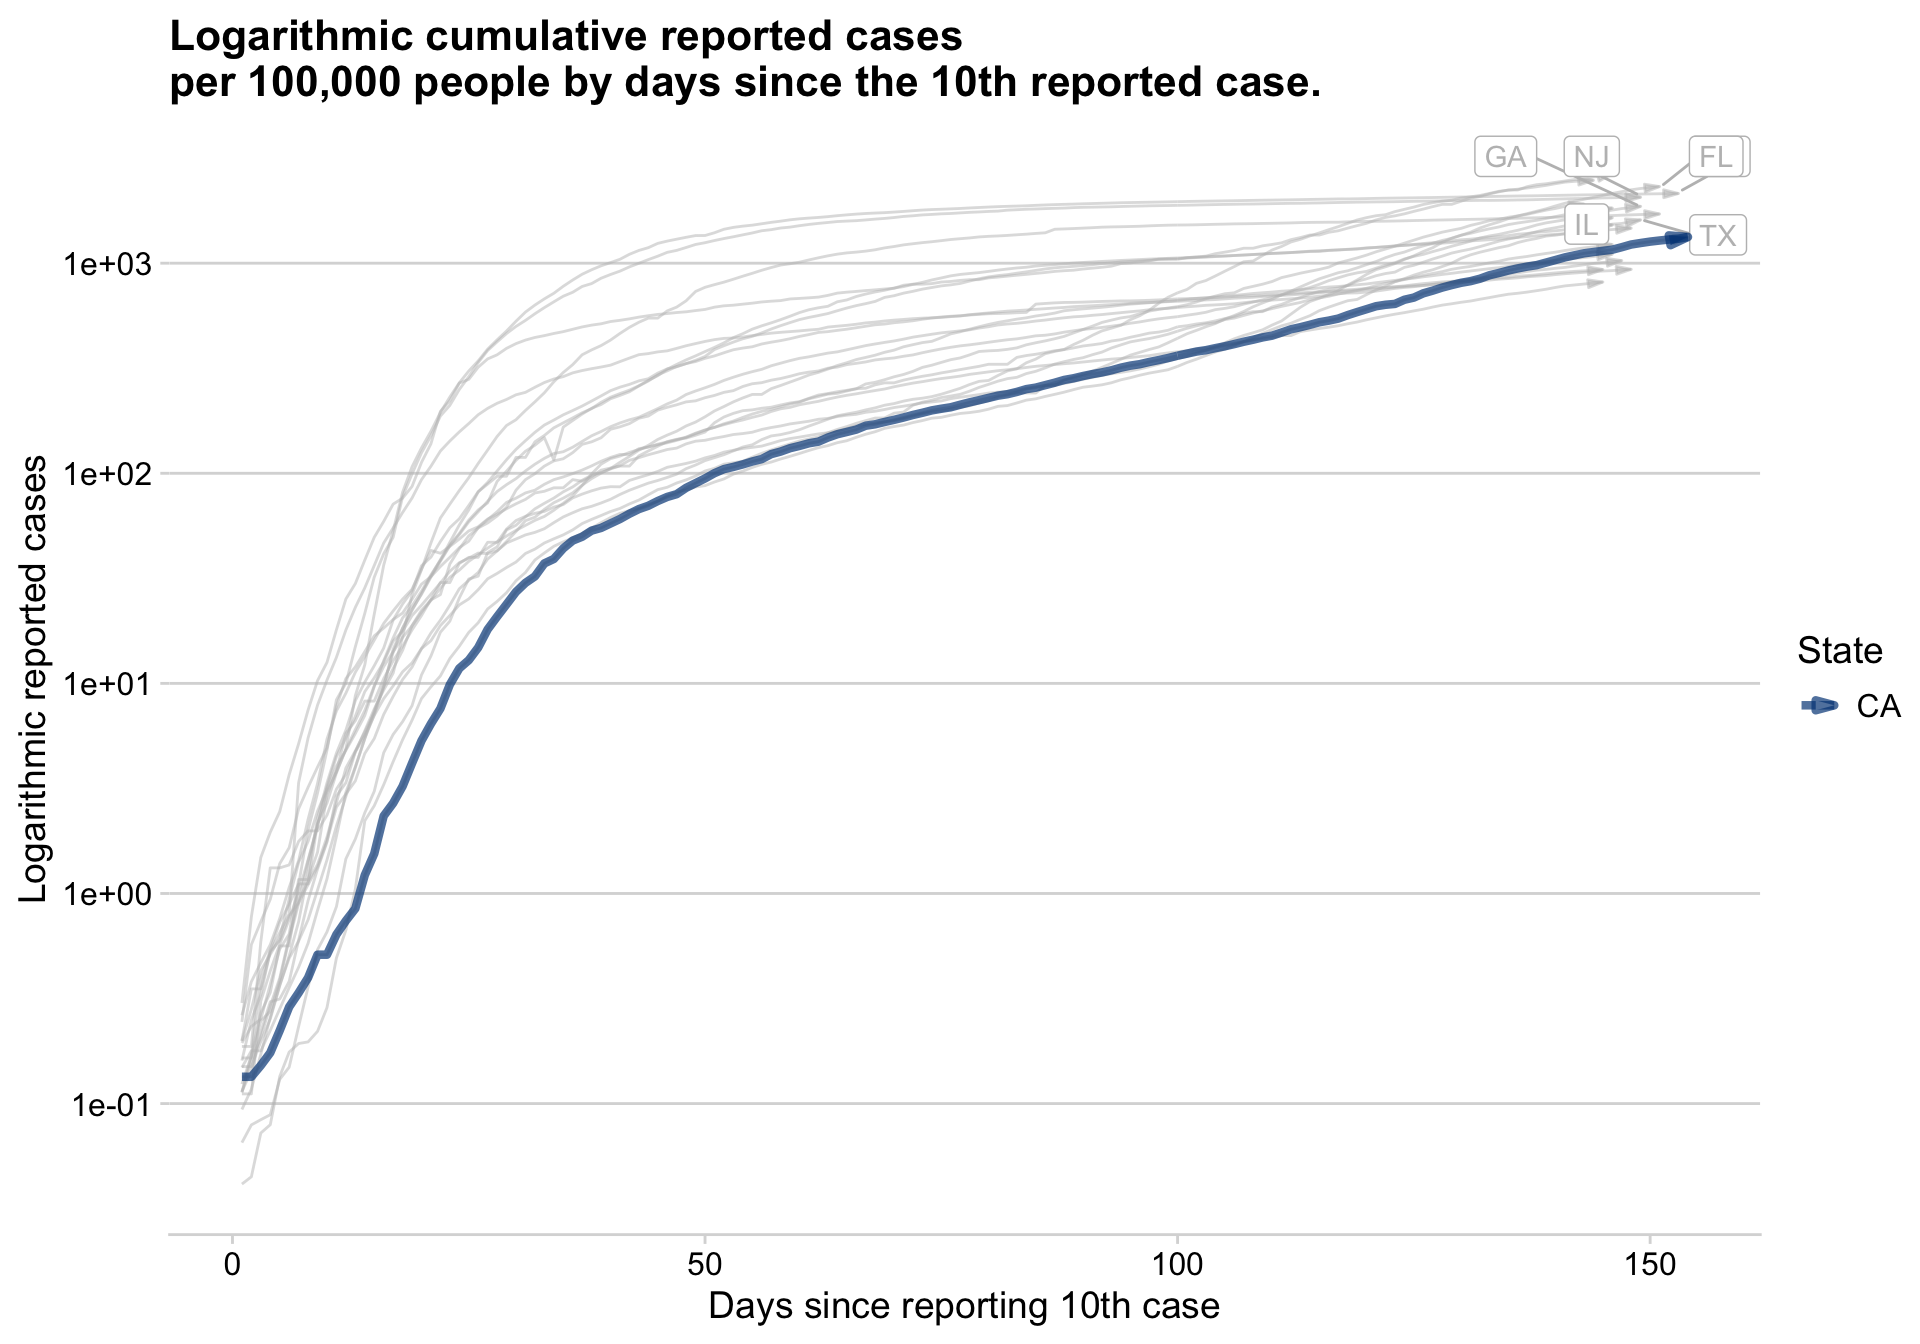 Logarithmic cumulative reported cases
per 100,000 people by days since the 10th reported case.
GA
NJ
FL
IL
TX
1e+03
1e+02
1e+01
1e+00
1e-01
Logarithmic reported cases
0
50
100
150
Days since reporting 10th case
State
CA